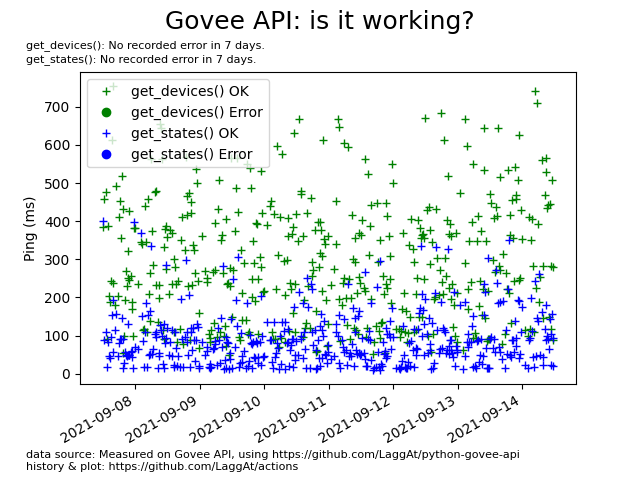 Govee API: is it working?
get_devices(): No recorded error in 7 days.
get_states(): No recorded error in 7 days.
get_devices() OK
get_devices() Error
get_states() OK
get_states() Error
Ping (ms)
700
600
500
400
300
200
100
0
2021-09-08
2021-09-09
2021-09-10
2021-09-11
2021-09-12
2021-09-13
2021-09-14
data source: Measured on Govee API, using https://github.com/LaggAt/python-govee-api
history & plot: https://github.com/LaggAt/actions